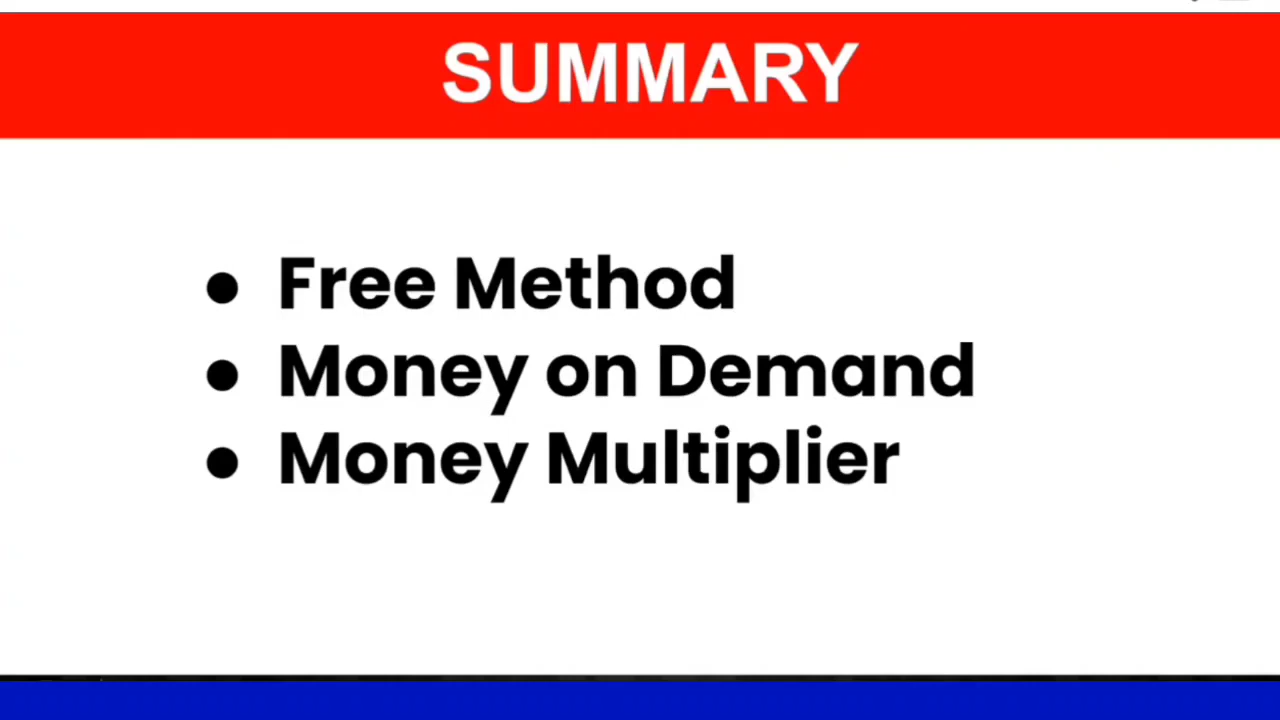 SUMMARY
● Free Method
● Money on Demand
● Money Multiplier